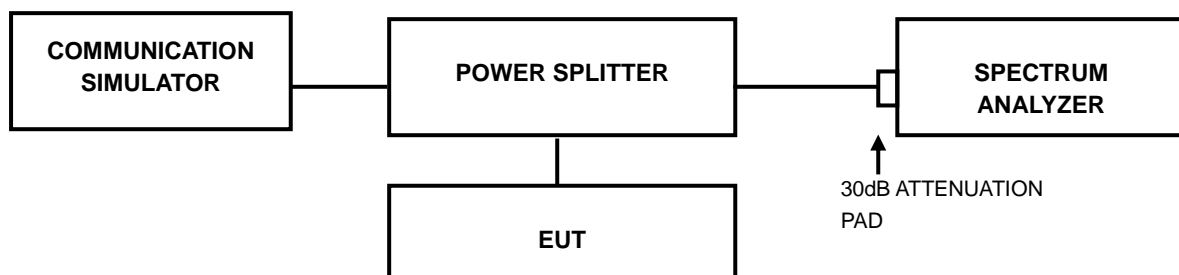 COMMUNICATION
SIMULATOR
POWER SPLITTER
SPECTRUM
ANALYZER
30dB ATTENUATION
PAD
EUT